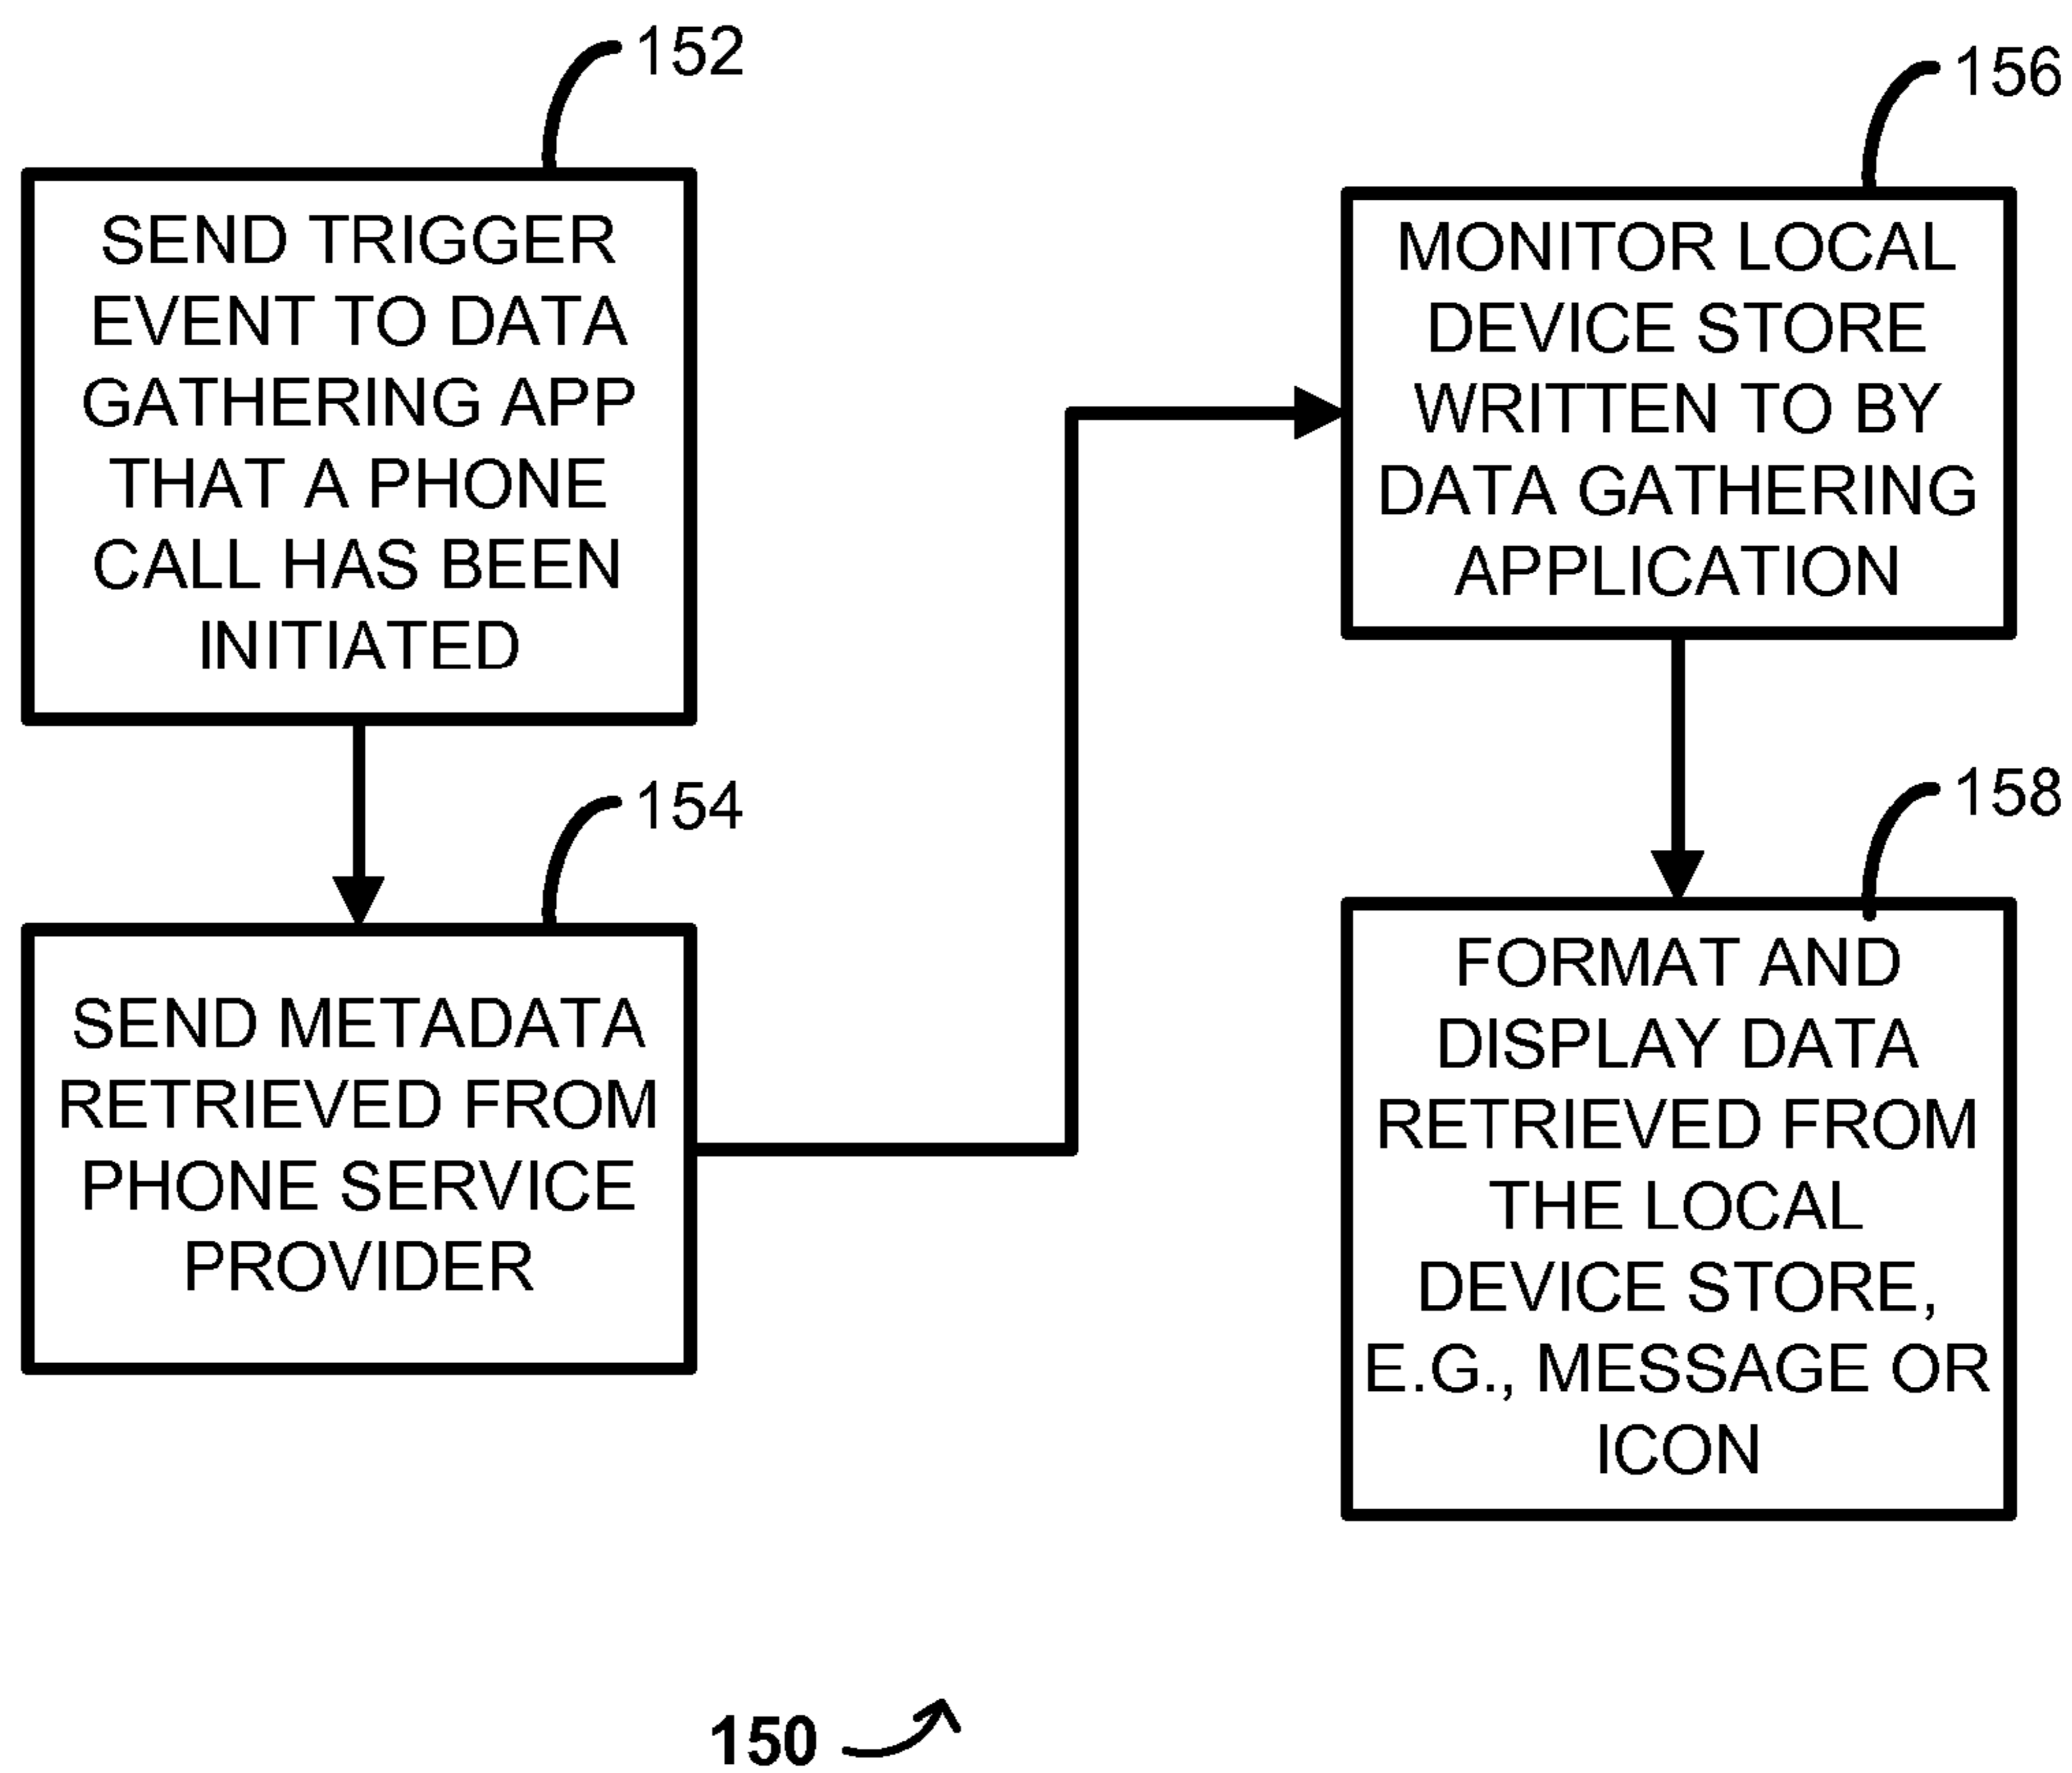 152
SEND TRIGGER
EVENT TO DATA
GATHERING APP
THAT A PHONE
CALL HAS BEEN
INITIATED
154
SEND METADATA
RETRIEVED FROM
PHONE SERVICE
PROVIDER
156
MONITOR LOCAL
DEVICE STORE
WRITTEN TO BY
DATA GATHERING
APPLICATION
158
FORMAT AND
DISPLAY DATA
RETRIEVED FROM
THE LOCAL
DEVICE STORE,
E.G., MESSAGE OR
ICON
150